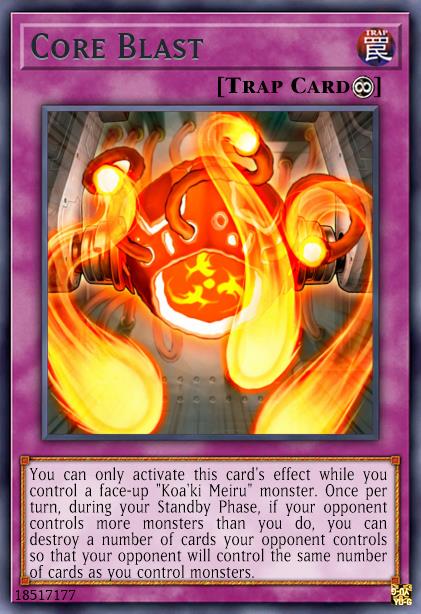 Core Blast
TRAP
罠
[Trap Card]
You can only activate this card's effect while you
control a face-up "Koa'ki Meiru" monster. Once per
turn, during your Standby Phase, if your opponent
controls more monsters than you do, you can
destroy a number of cards your opponent controls
so that your opponent will control the same number
of cards as you control monsters.
18517177